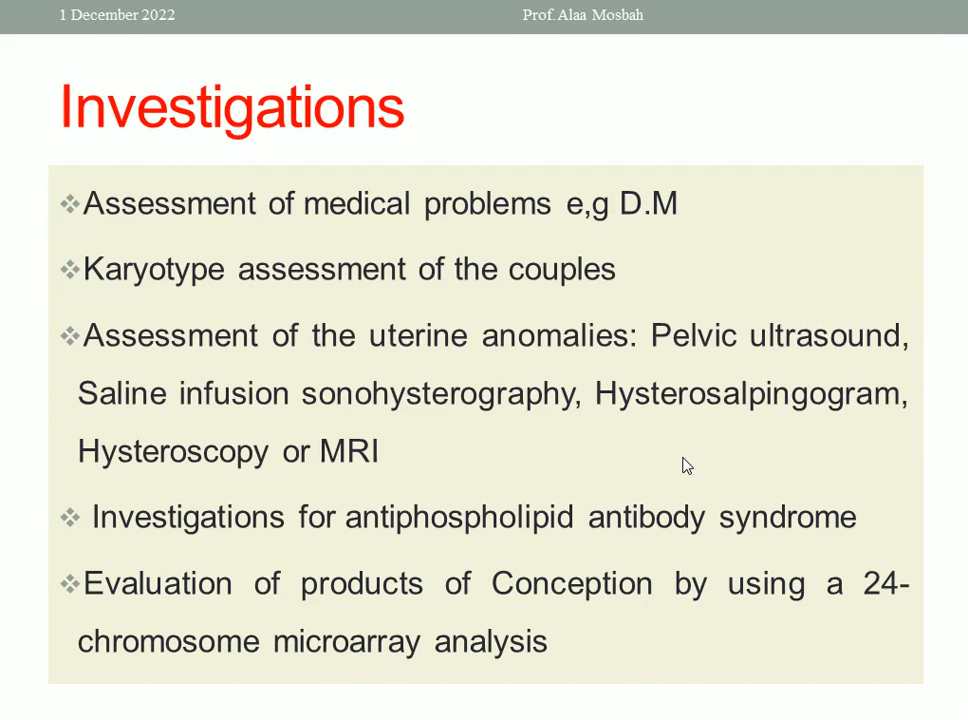 1 December 2022 Prof. Alaa Mosbah
Investigations
❖Assessment of medical problems e,g D.M
❖Karyotype assessment of the couples
❖Assessment of the uterine anomalies: Pelvic ultrasound,
Saline infusion sonohysterography, Hysterosalpingogram,
Hysteroscopy or MRI
❖ Investigations for antiphospholipid antibody syndrome
❖Evaluation of products of Conception by using a 24-
chromosome microarray analysis